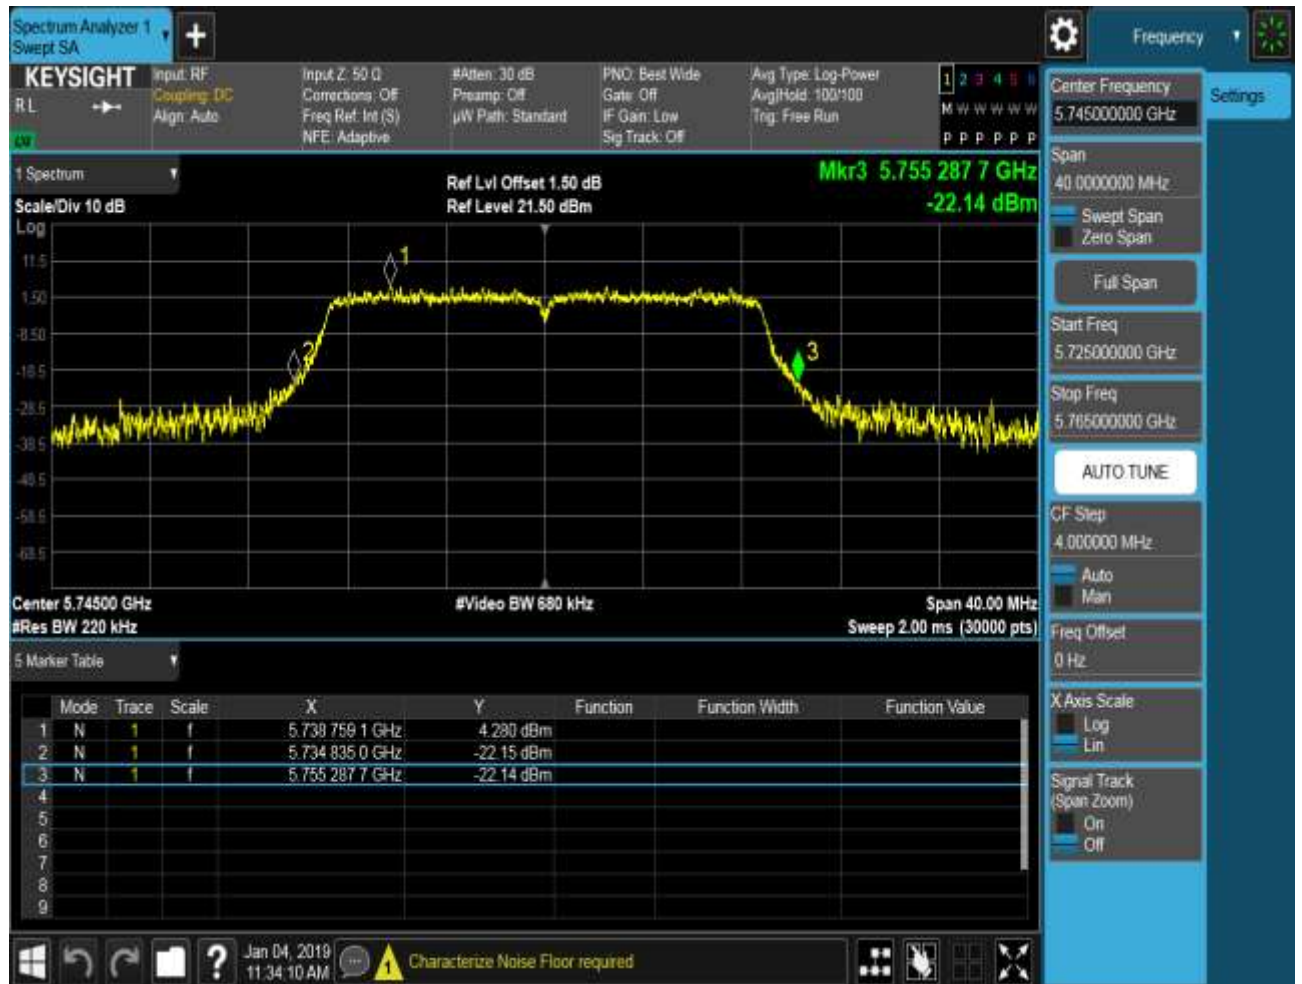 Spectrum Analyzer 1
Swept SA
Frequency
KEYSIGHT
R L
Input: RF
Coupling: DC
Align: Auto
Input Z: 50 Ω
Corrections: Off
Freq Ref: Int (S)
NFE: Adaptive
#Atten: 30 dB
Preamp: Off
µW Path: Standard
PNO: Best Wide
Gate: Off
IF Gain: Low
Sig Track: Off
Avg Type: Log-Power
Avg|Hold: 100/100
Trig: Free Run
1 2 3 4 5 6
M W W W W W
P P P P P P
1 Spectrum
Scale/Div 10 dB
Ref Lvl Offset 1.50 dB
Ref Level 21.50 dBm
Mkr3 5.755 287 7 GHz
-22.14 dBm
Log
11.5
1.50
-8.50
-18.5
-28.5
-38.5
-48.5
-58.5
-68.5
1
2
3
Center 5.74500 GHz
#Video BW 680 kHz
Span 40.00 MHz
#Res BW 220 kHz
Sweep 2.00 ms (30000 pts)
5 Marker Table
Mode Trace Scale X Y Function Function Width Function Value
1 N 1 f 5.738 759 1 GHz 4.280 dBm
2 N 1 f 5.734 835 0 GHz -22.15 dBm
3 N 1 f 5.755 287 7 GHz -22.14 dBm
4
5
6
7
8
9
Jan 04, 2019
11:34:10 AM
?
1
Characterize Noise Floor required
Settings
Center Frequency
5.745000000 GHz
Span
40.0000000 MHz
Swept Span
Zero Span
Full Span
Start Freq
5.725000000 GHz
Stop Freq
5.765000000 GHz
AUTO TUNE
CF Step
4.000000 MHz
Auto
Man
Freq Offset
0 Hz
X Axis Scale
Log
Lin
Signal Track
(Span Zoom)
On
Off